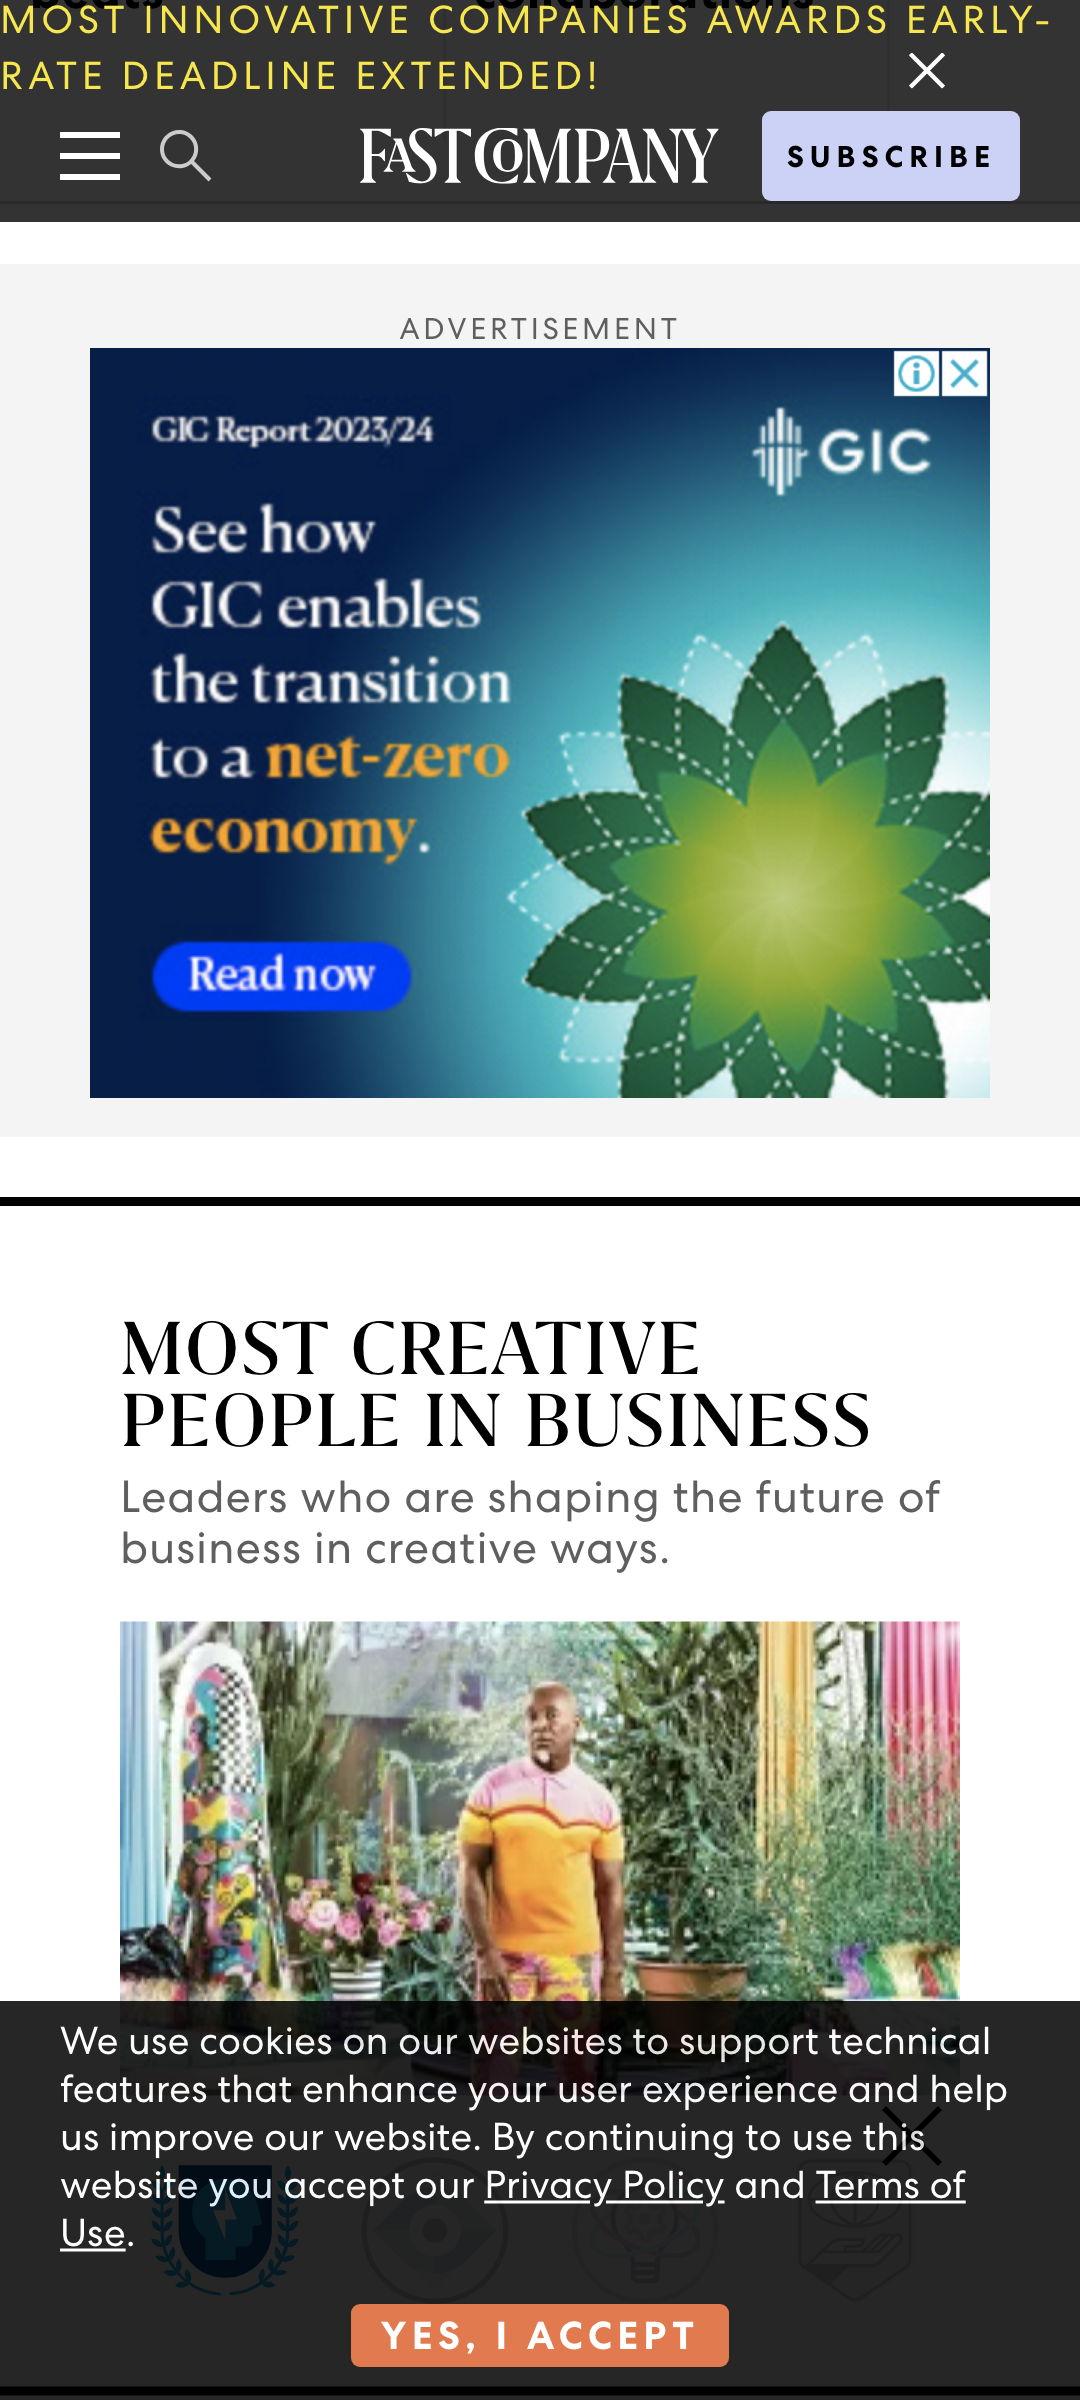 MOST INNOVATIVE COMPANIES AWARDS EARLY-
RATE DEADLINE EXTENDED!
FAST COMPANY
SUBSCRIBE
ADVERTISEMENT
GIC Report 2023/24
GIC
See how
GIC enables
the transition
to a net-zero
economy.
Read now
MOST CREATIVE
PEOPLE IN BUSINESS
Leaders who are shaping the future of
business in creative ways.
We use cookies on our websites to support technical
features that enhance your user experience and help
us improve our website. By continuing to use this
website you accept our Privacy Policy and Terms of
Use.
YES, I ACCEPT